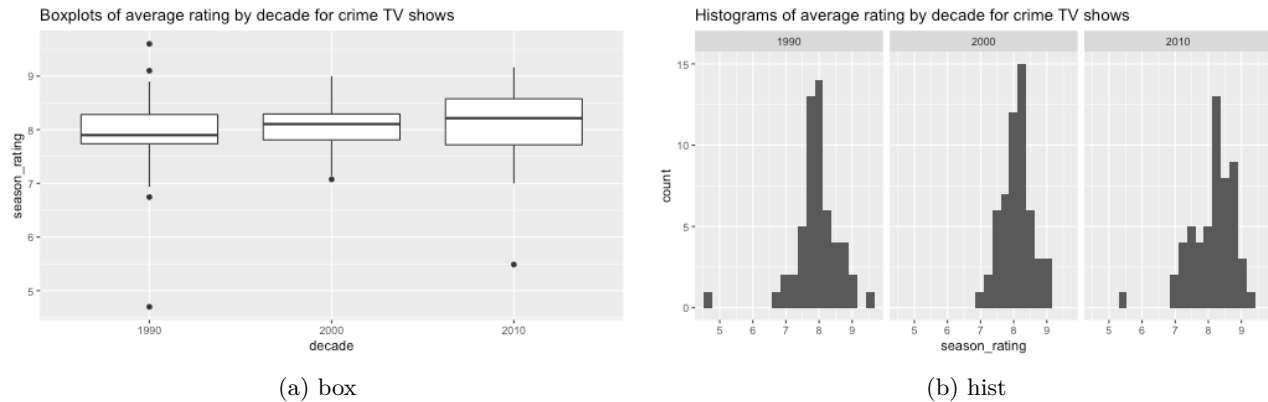 Boxplots of average rating by decade for crime TV shows
9
8
7
6
5
season_rating
1990
2000
2010
decade
(a) box
Histograms of average rating by decade for crime TV shows
1990
2000
2010
15
10
5
0
count
5 6 7 8 9
5 6 7 8 9
5 6 7 8 9
season_rating
(b) hist